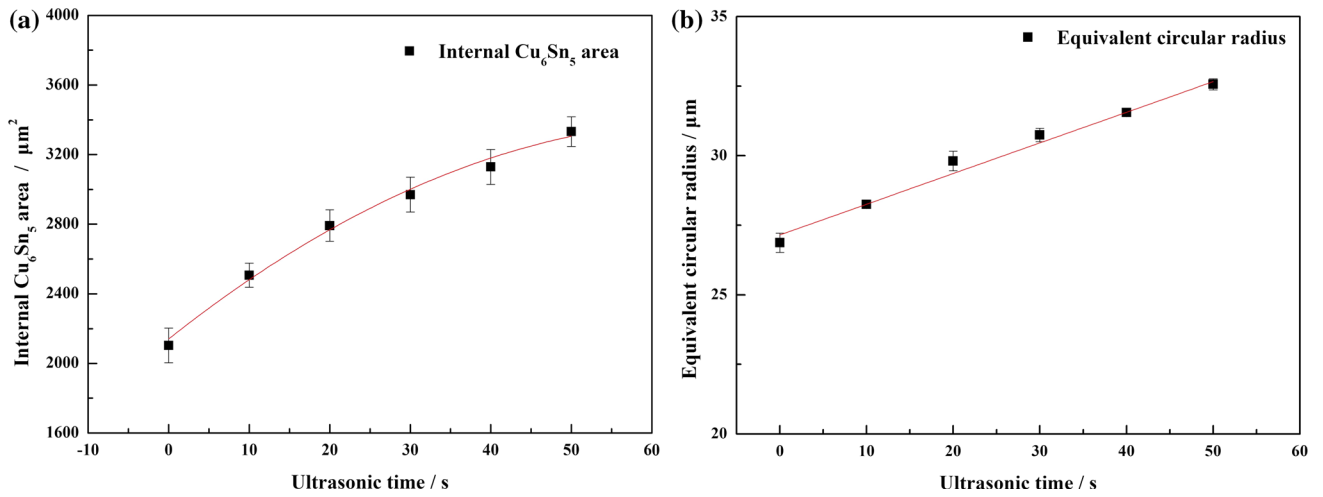 (a)
4000
3600
3200
2800
2400
2000
1600
-10 0 10 20 30 40 50 60
Internal Cu₆Sn₅ area / μm²
Internal Cu₆Sn₅ area
Ultrasonic time / s
(b)
35
30
25
20
0 10 20 30 40 50 60
Equivalent circular radius / μm
Equivalent circular radius
Ultrasonic time / s